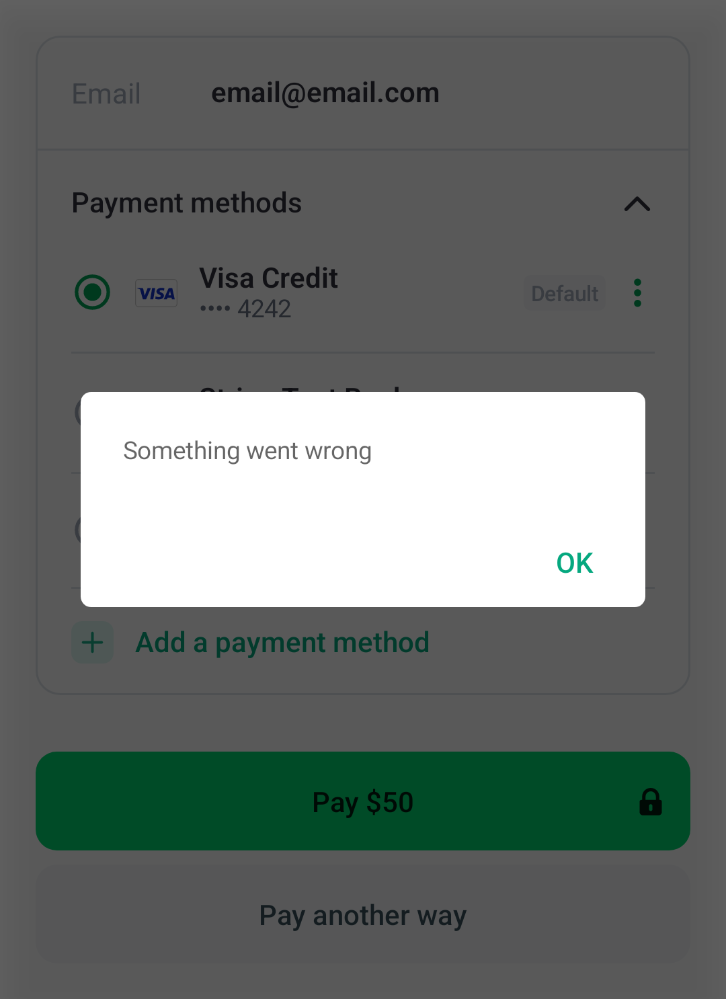 Email email@email.com
Payment methods
VISA Visa Credit Default
•••• 4242
Something went wrong
OK
Add a payment method
Pay $50
Pay another way